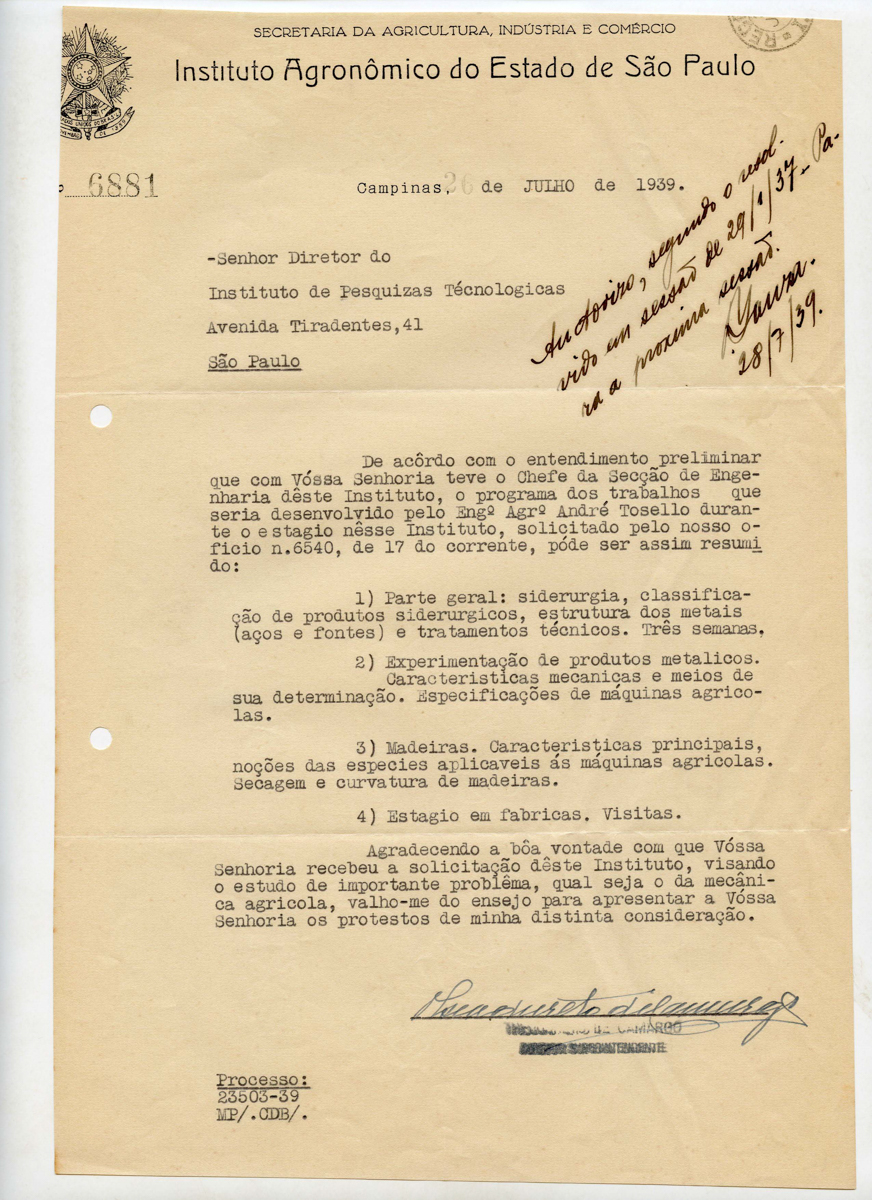 SECRETARIA DA AGRICULTURA, INDÚSTRIA E COMÉRCIO
Instituto Agronômico do Estado de São Paulo
6881
Campinas, 26 de JULHO de 1939.
Auctoriso, segundo o resol-
vido em sessão de 29/1/37 - Pa-
ra a proxima sessão.
28/7/39.
-Senhor Diretor do
Instituto de Pesquizas Técnologicas
Avenida Tiradentes,41
São Paulo
De acôrdo com o entendimento preliminar
que com Vóssa Senhoria teve o Chefe da Secção de Enge-
nharia dêste Instituto, o programa dos trabalhos que
seria desenvolvido pelo Engº Agrº André Tosello duran-
te o estagio nêsse Instituto, solicitado pelo nosso o-
ficio n.6540, de 17 do corrente, póde ser assim resumi
do:
1) Parte geral: siderurgia, classifica-
ção de produtos siderurgicos, estrutura dos metais
(aços e fontes) e tratamentos técnicos. Três semanas.
2) Experimentação de produtos metalicos.
Caracteristicas mecanicas e meios de
sua determinação. Especificações de máquinas agrico-
las.
3) Madeiras. Caracteristicas principais,
noções das especies aplicaveis ás máquinas agricolas.
Secagem e curvatura de madeiras.
4) Estagio em fabricas. Visitas.
Agradecendo a bôa vontade com que Vóssa
Senhoria recebeu a solicitação dêste Instituto, visando
o estudo de importante problêma, qual seja o da mecâni-
ca agricola, valho-me do ensejo para apresentar a Vóssa
Senhoria os protestos de minha distinta consideração.
DE CAMARGO
Processo:
23503-39
MP/.CDB/.